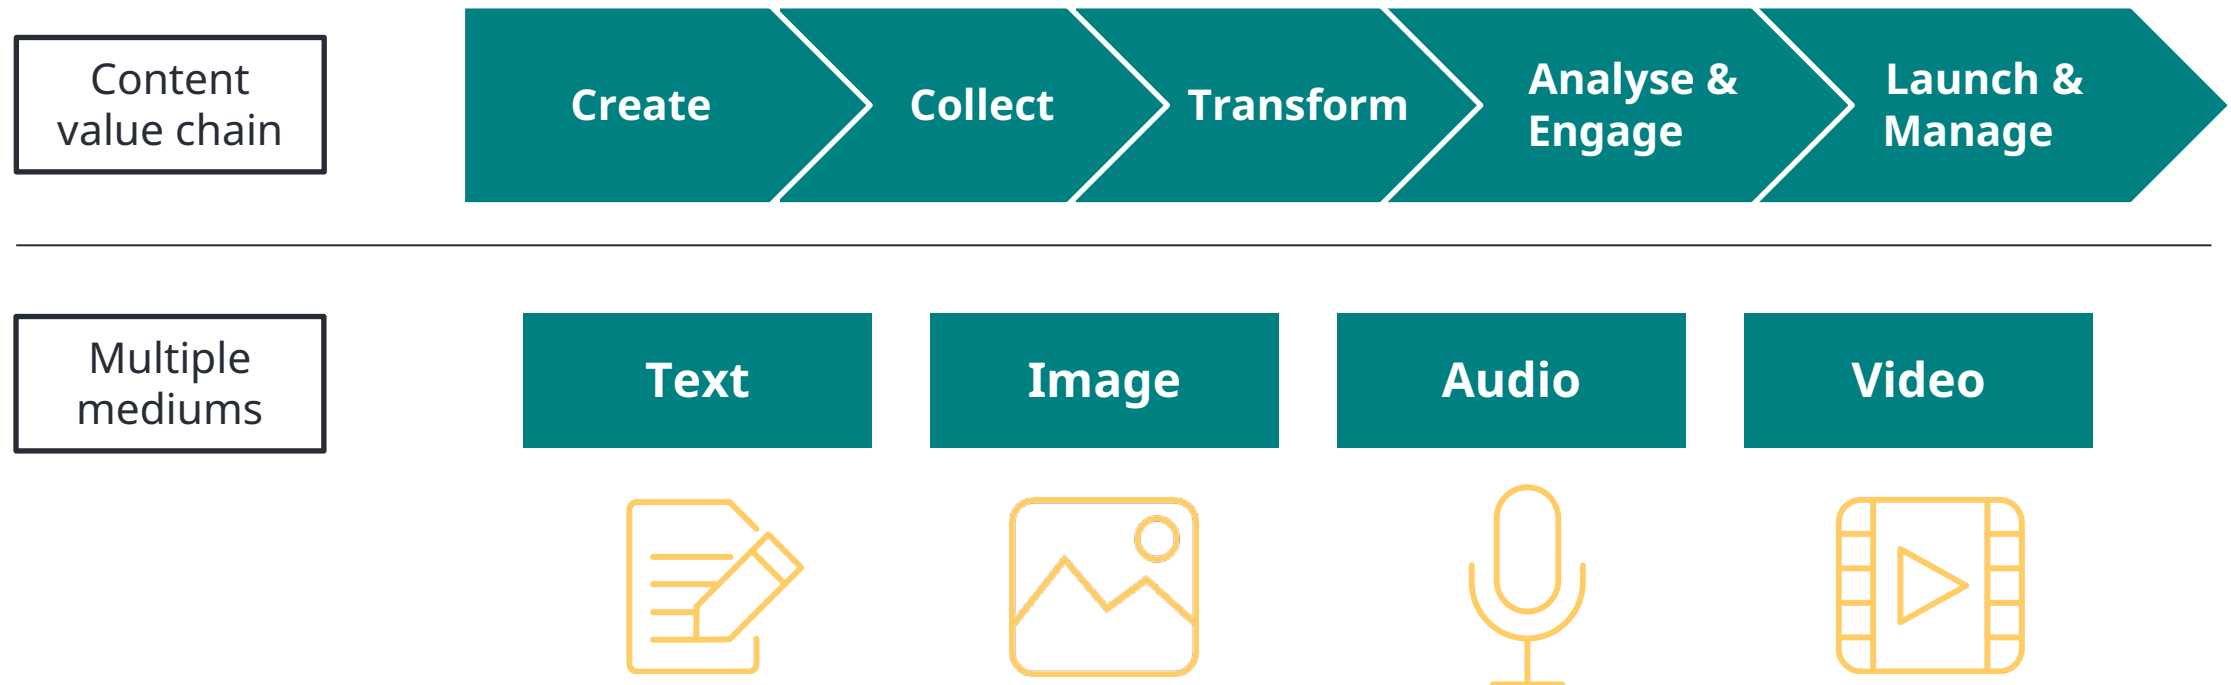 Content
value chain
Create
Collect
Transform
Analyse &
Engage
Launch &
Manage
Multiple
mediums
Text
Image
Audio
Video